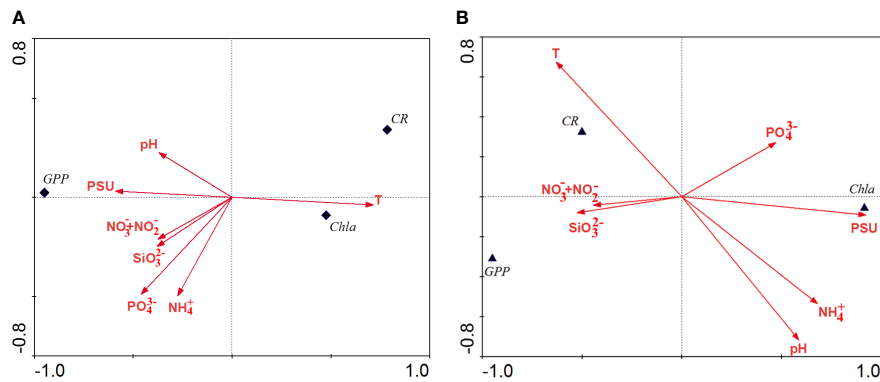 A
0.8
CR
pH
GPP
PSU
T
Chla
NO₃⁻+NO₂⁻
SiO₃²⁻
PO₄³⁻ NH₄⁺
-0.8
-1.0 1.0
B
0.8
T
CR
PO₄³⁻
NO₃⁻+NO₂⁻
Chla
SiO₃²⁻
PSU
GPP
NH₄⁺
pH
-0.8
-1.0 1.0